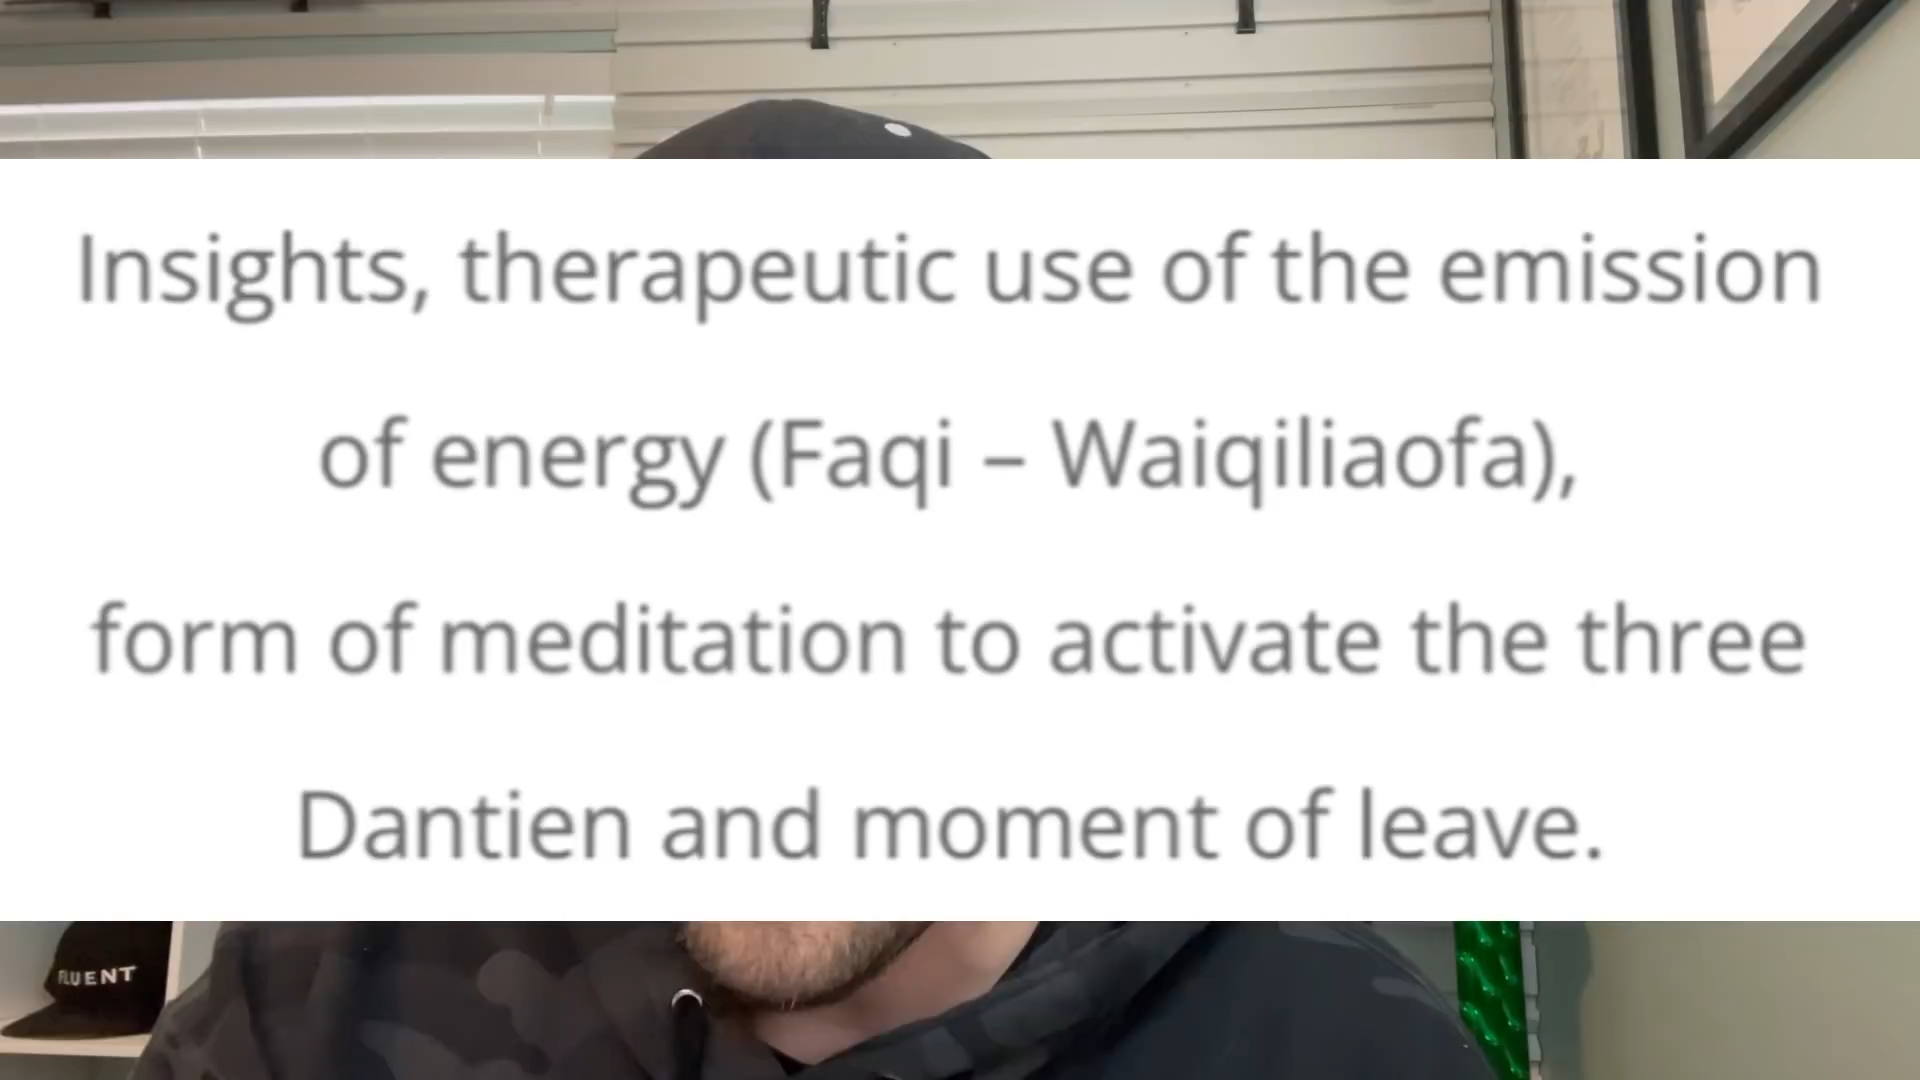 Insights, therapeutic use of the emission
of energy (Faqi – Waiqiliaofa),
form of meditation to activate the three
Dantien and moment of leave.
FLUENT